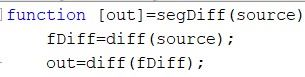 function [out]=segDiff(source)
fDiff=diff(source);
out=diff(fDiff);